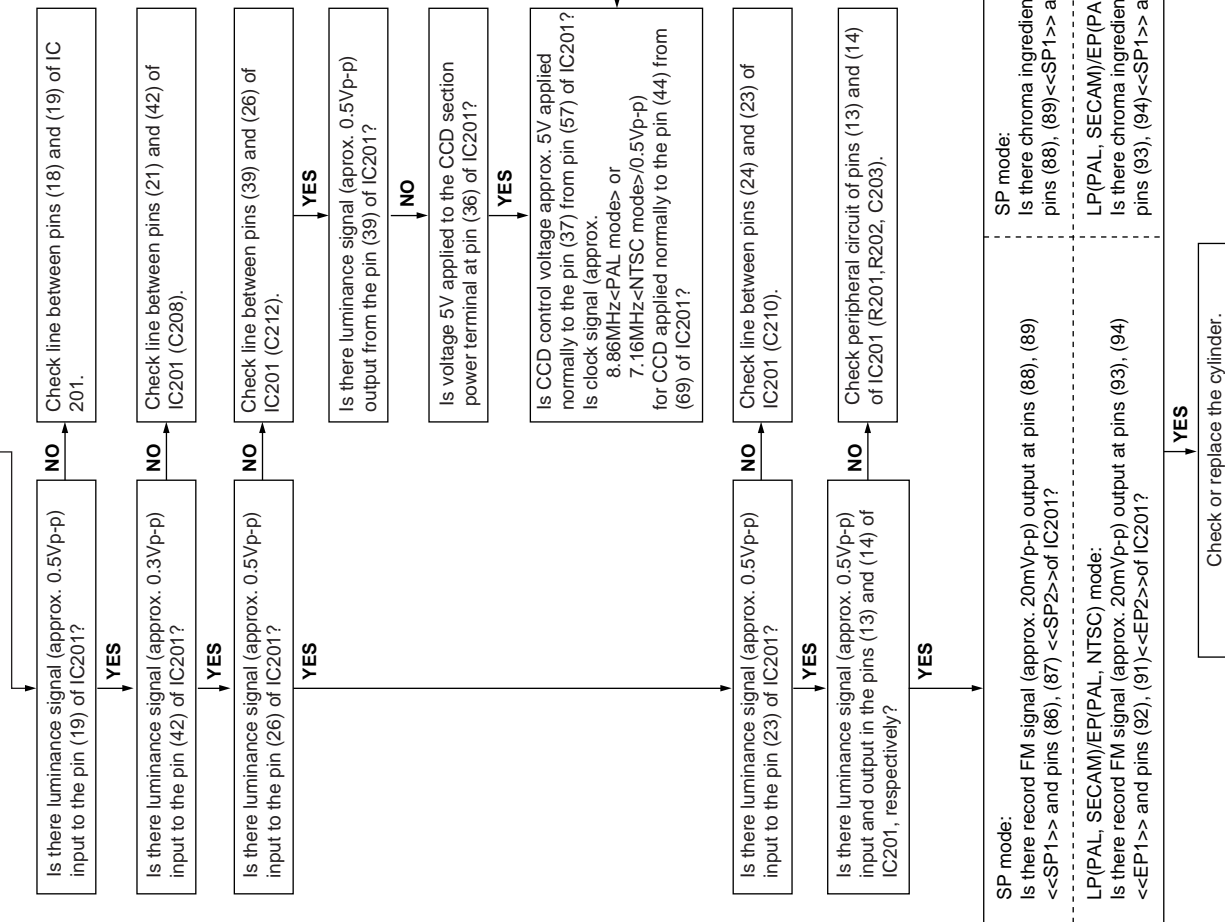 Is there luminance signal (approx. 0.5Vp-p)
input to the pin (19) of IC201?
NO
Check line between pins (18) and (19) of IC
201.
YES
Is there luminance signal (approx. 0.3Vp-p)
input to the pin (42) of IC201?
NO
Check line between pins (21) and (42) of
IC201 (C208).
YES
Is there luminance signal (approx. 0.5Vp-p)
input to the pin (26) of IC201?
NO
Check line between pins (39) and (26) of
IC201 (C212).
YES
YES
Is there luminance signal (aprox. 0.5Vp-p)
output from the pin (39) of IC201?
NO
Is voltage 5V applied to the CCD section
power terminal at pin (36) of IC201?
YES
Is CCD control voltage approx. 5V applied
normally to the pin (37) from pin (57) of IC201?
Is clock signal (approx.
8.86MHz<PAL mode> or
7.16MHz<NTSC mode>/0.5Vp-p)
for CCD applied normally to the pin (44) from
(69) of IC201?
Is there luminance signal (approx. 0.5Vp-p)
input to the pin (23) of IC201?
NO
Check line between pins (24) and (23) of
IC201 (C210).
YES
Is there luminance signal (approx. 0.5Vp-p)
input and output in the pins (13) and (14) of
IC201, respectively?
NO
Check peripheral circuit of pins (13) and (14)
of IC201 (R201,R202, C203).
YES
SP mode:
Is there record FM signal (approx. 20mVp-p) output at pins (88), (89)
<<SP1>> and pins (86), (87) <<SP2>>of IC201?
LP(PAL, SECAM)/EP(PAL, NTSC) mode:
Is there record FM signal (approx. 20mVp-p) output at pins (93), (94)
<<EP1>> and pins (92), (91)<<EP2>>of IC201?
SP mode:
Is there chroma ingredien
pins (88), (89)<<SP1>> a
LP(PAL, SECAM)/EP(PA
Is there chroma ingredien
pins (93), (94)<<SP1>> a
YES
Check or replace the cylinder.